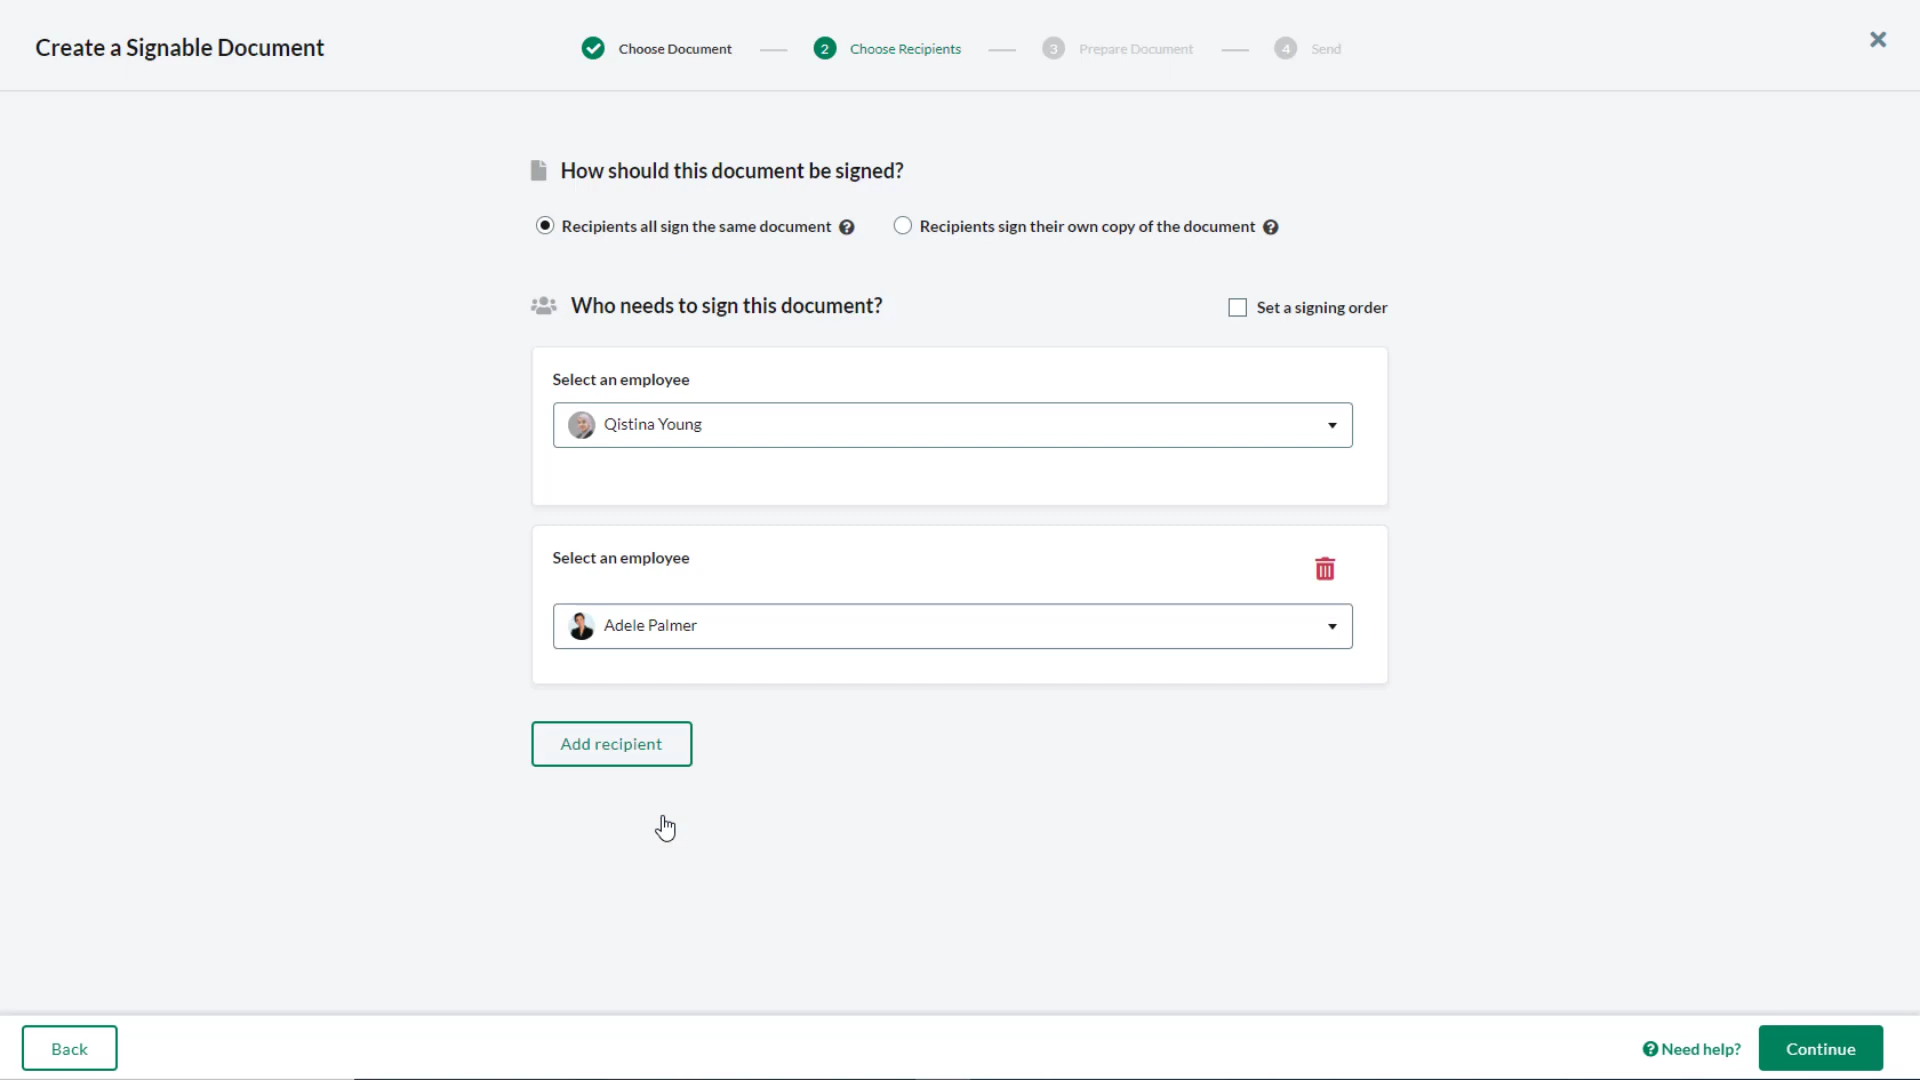 Create a Signable Document
Choose Document
2 Choose Recipients
3 Prepare Document
4 Send
How should this document be signed?
Recipients all sign the same document ?
Recipients sign their own copy of the document ?
Who needs to sign this document?
Set a signing order
Select an employee
Qistina Young
Select an employee
Adele Palmer
Add recipient
Back
? Need help?
Continue